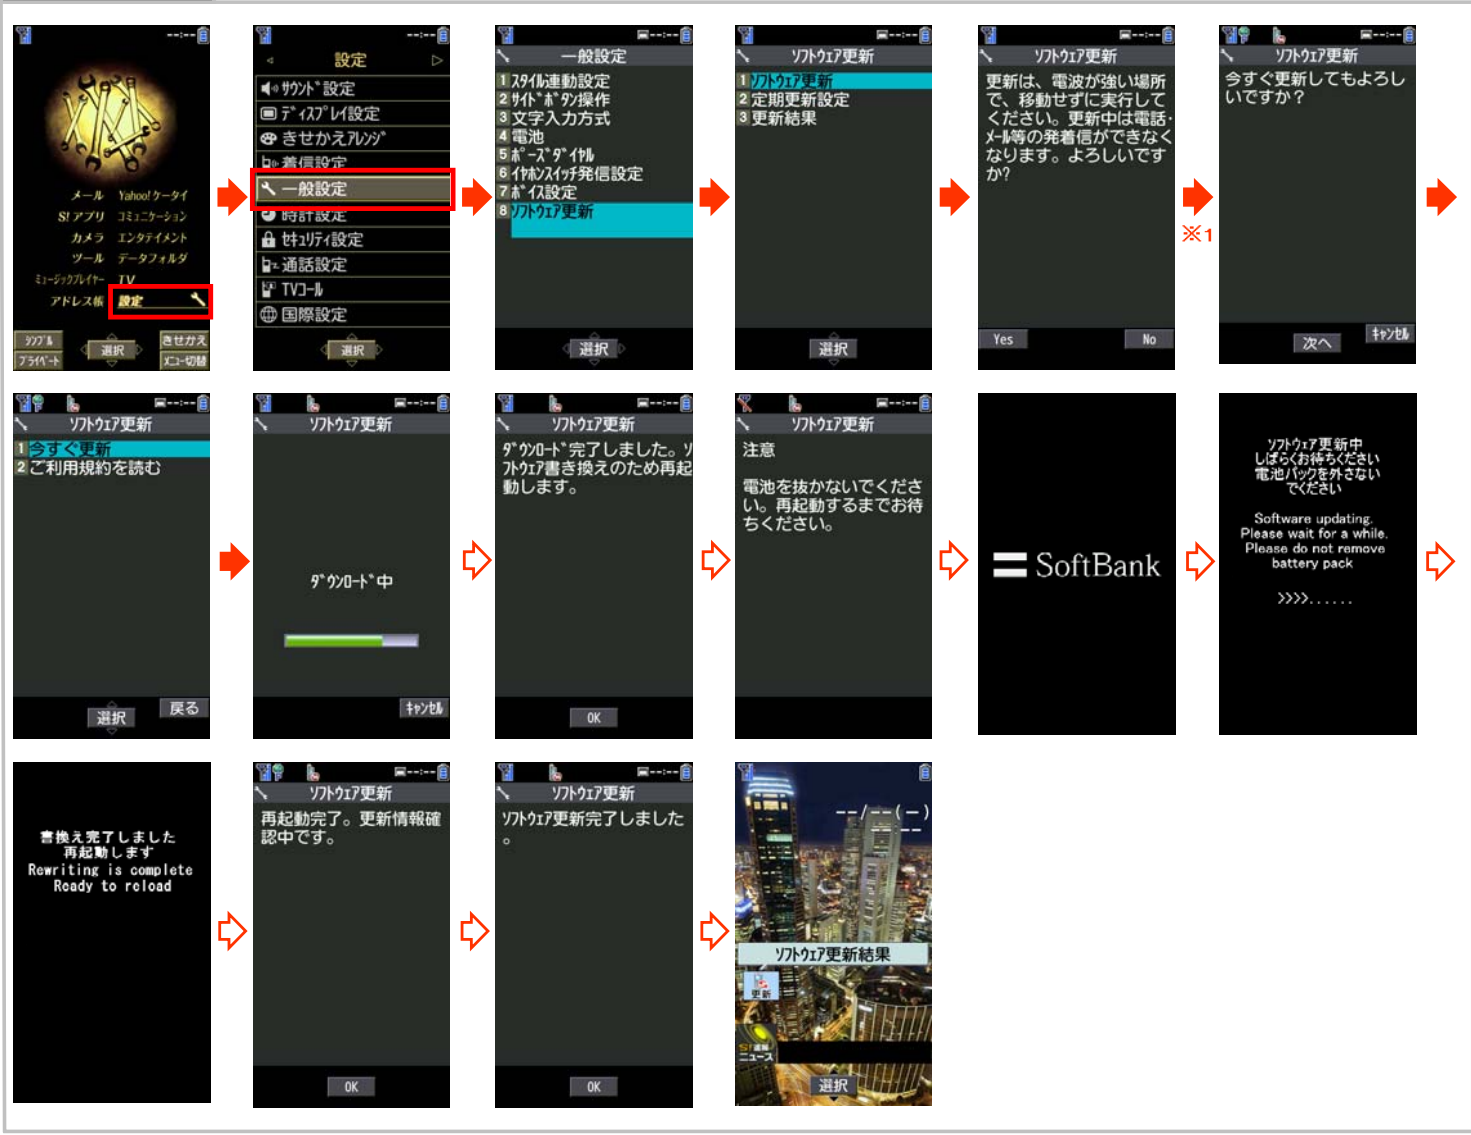 --:--
メール Yahoo!ケータイ
S!アプリ コミュニケーション
カメラ エンタテイメント
ツール データフォルダ
ミュージックプレイヤー TV
アドレス帳 設定
ｼﾝﾌﾟﾙ 選択 きせかえ
ﾌﾟﾗｲﾍﾞｰﾄ ﾒﾆｭｰ切替
--:--
設定
ｻｳﾝﾄﾞ設定
ﾃﾞｨｽﾌﾟﾚｲ設定
きせかえｱﾚﾝｼﾞ
着信設定
一般設定
時計設定
ｾｷｭﾘﾃｨ設定
通話設定
TVｺｰﾙ
国際設定
選択
--:--
一般設定
1 ｽﾀｲﾙ連動設定
2 ｻｲﾄﾞﾎﾞﾀﾝ操作
3 文字入力方式
4 電池
5 ﾎﾟｰｽﾞﾀﾞｲﾔﾙ
6 ｲﾔﾎﾝｽｲｯﾁ発信設定
7 ﾎﾞｲｽ設定
8 ｿﾌﾄｳｪｱ更新
選択
--:--
ｿﾌﾄｳｪｱ更新
1 ｿﾌﾄｳｪｱ更新
2 定期更新設定
3 更新結果
選択
--:--
ｿﾌﾄｳｪｱ更新
更新は、電波が強い場所
で、移動せずに実行して
ください。更新中は電話･
ﾒｰﾙ等の発着信ができなく
なります。よろしいです
か?
Yes No
※1
--:--
ｿﾌﾄｳｪｱ更新
今すぐ更新してもよろし
いですか？
次へ ｷｬﾝｾﾙ
--:--
ｿﾌﾄｳｪｱ更新
1 今すぐ更新
2 ご利用規約を読む
選択 戻る
--:--
ｿﾌﾄｳｪｱ更新
ﾀﾞｳﾝﾛｰﾄﾞ中
ｷｬﾝｾﾙ
--:--
ｿﾌﾄｳｪｱ更新
ﾀﾞｳﾝﾛｰﾄﾞ完了しました。ｿ
ﾌﾄｳｪｱ書き換えのため再起
動します。
OK
--:--
ｿﾌﾄｳｪｱ更新
注意
電池を抜かないでくださ
い。再起動するまでお待
ちください。
SoftBank
ｿﾌﾄｳｪｱ更新中
しばらくお待ちください
電池ﾊﾟｯｸを外さない
でください
Software updating.
Please wait for a while.
Please do not remove
battery pack
>>>>......
書換え完了しました
再起動します
Rewriting is complete
Ready to reload
--:--
ｿﾌﾄｳｪｱ更新
再起動完了。更新情報確
認中です。
OK
--:--
ｿﾌﾄｳｪｱ更新
ｿﾌﾄｳｪｱ更新完了しました
。
OK
--/--(-)
--:--
ｿﾌﾄｳｪｱ更新結果
更新
S!速報
ニュース
選択